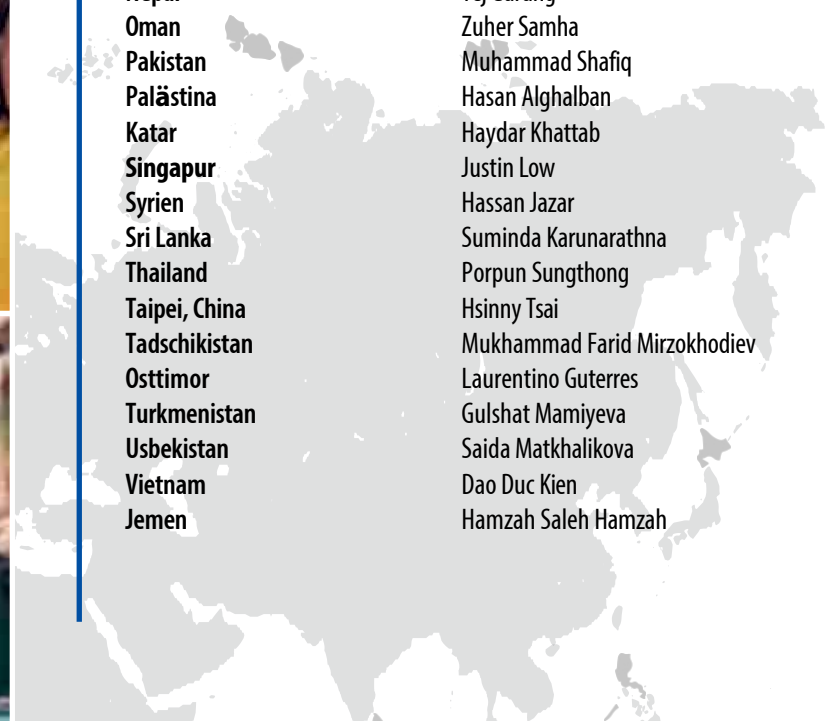 Oman Zuher Samha
Pakistan Muhammad Shafiq
Palästina Hasan Alghalban
Katar Haydar Khattab
Singapur Justin Low
Syrien Hassan Jazar
Sri Lanka Suminda Karunarathna
Thailand Porpun Sungthong
Taipei, China Hsinny Tsai
Tadschikistan Mukhammad Farid Mirzokhodiev
Osttimor Laurentino Guterres
Turkmenistan Gulshat Mamiyeva
Usbekistan Saida Matkhalikova
Vietnam Dao Duc Kien
Jemen Hamzah Saleh Hamzah